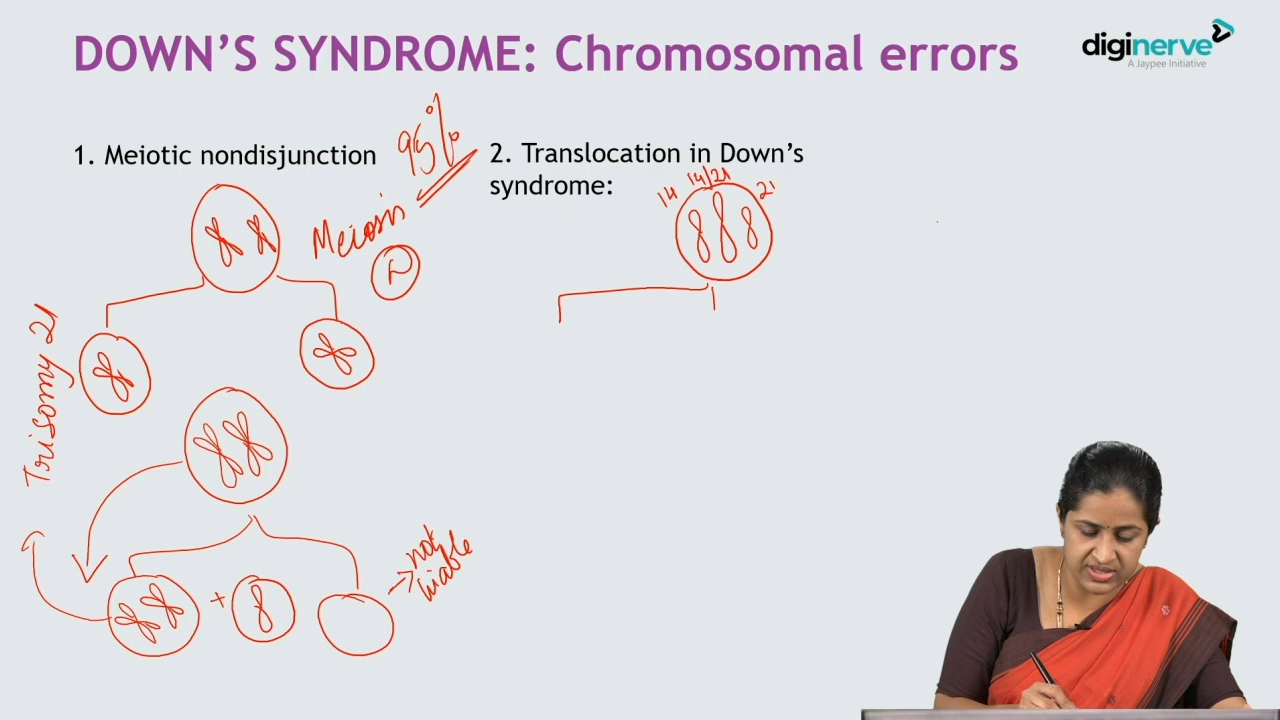 DOWN'S SYNDROME: Chromosomal errors
diginerve
A Jaypee Initiative
1. Meiotic nondisjunction
95%
2. Translocation in Down's
syndrome:
14
14/21
21
Meiosis
Trisomy 21
+
not
viable